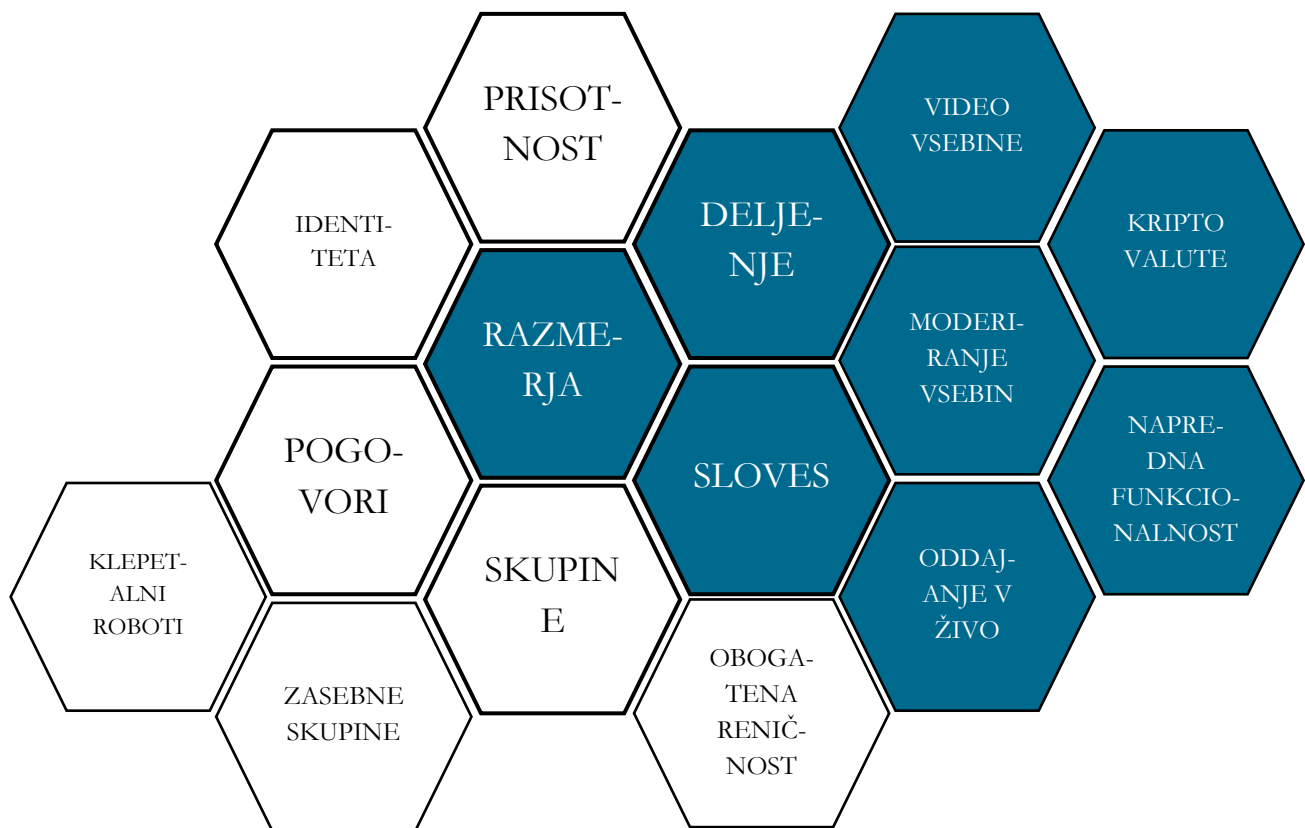 PRISOT-
NOST
VIDEO
VSEBINE
IDENTI-
TETA
DELJE-
NJE
KRIPTO
VALUTE
RAZME-
RJA
MODERI-
RANJE
VSEBIN
POGO-
VORI
SLOVES
NAPRE-
DNA
FUNKCIO-
NALNOST
KLEPET-
ALNI
ROBOTI
SKUPIN
E
ODDAJ-
ANJE V
ŽIVO
ZASEBNE
SKUPINE
OBOGA-
TENA
RENIČ-
NOST